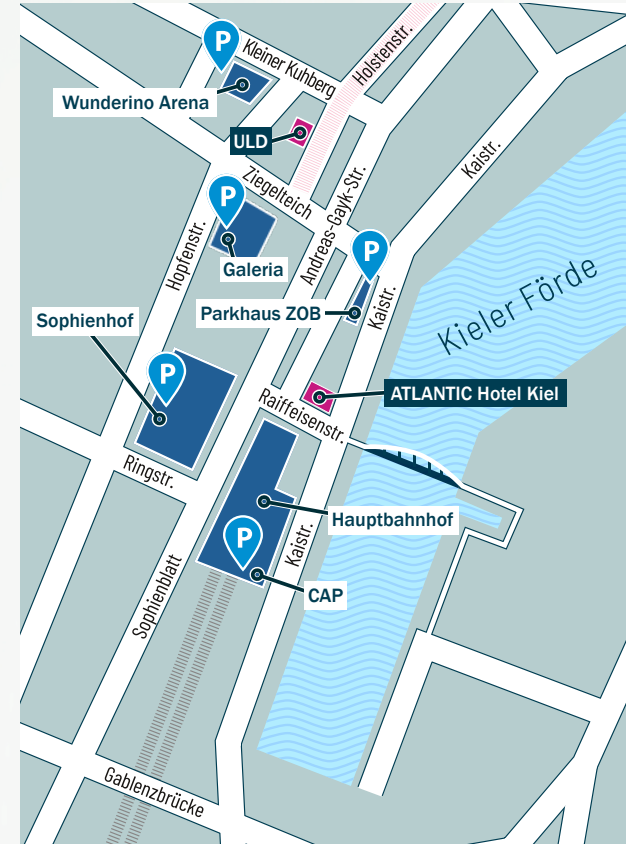 P
Kleiner Kuhberg
Holstenstr.
Wunderino Arena
ULD
Kaistr.
Ziegelteich
Andreas-Gayk-Str.
P
Hopfenstr.
Galeria
P
Parkhaus ZOB
Kaistr.
Kieler Förde
Sophienhof
P
ATLANTIC Hotel Kiel
Raiffeisenstr.
Ringstr.
Hauptbahnhof
P
Kaistr.
CAP
Sophienblatt
Gablenzbrücke